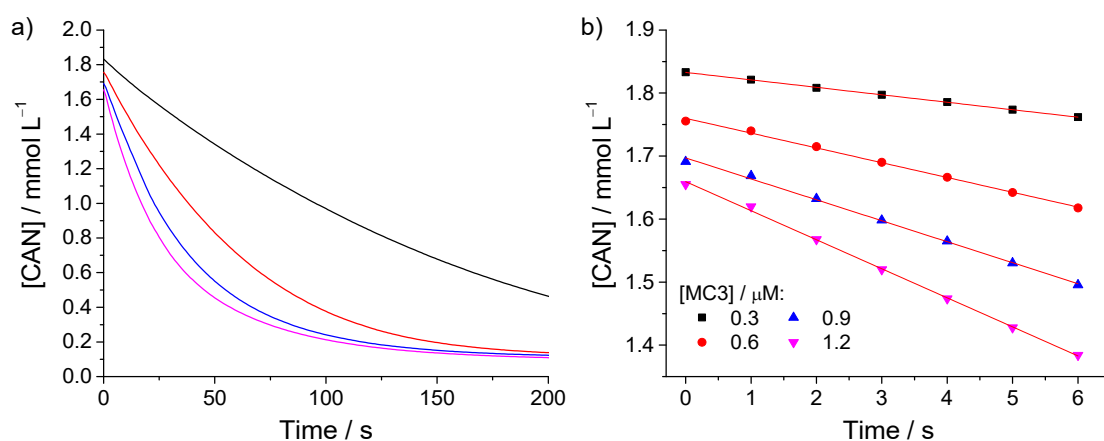 a)
[CAN] / mmol L⁻¹
2.0
1.8
1.6
1.4
1.2
1.0
0.8
0.6
0.4
0.2
0.0
0 50 100 150 200
Time / s
b)
[CAN] / mmol L⁻¹
1.9
1.8
1.7
1.6
1.5
1.4
[MC3] / μM:
0.3 0.9
0.6 1.2
0 1 2 3 4 5 6
Time / s